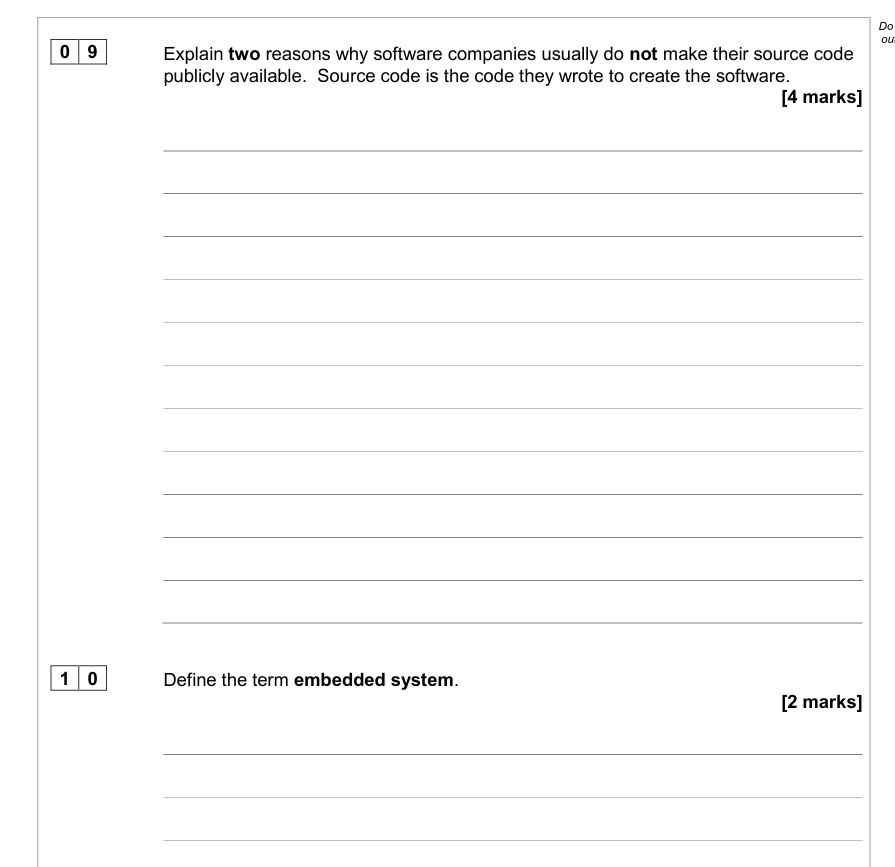 Do
ou
0 9 Explain two reasons why software companies usually do not make their source code
publicly available. Source code is the code they wrote to create the software.
[4 marks]
1 0 Define the term embedded system.
[2 marks]